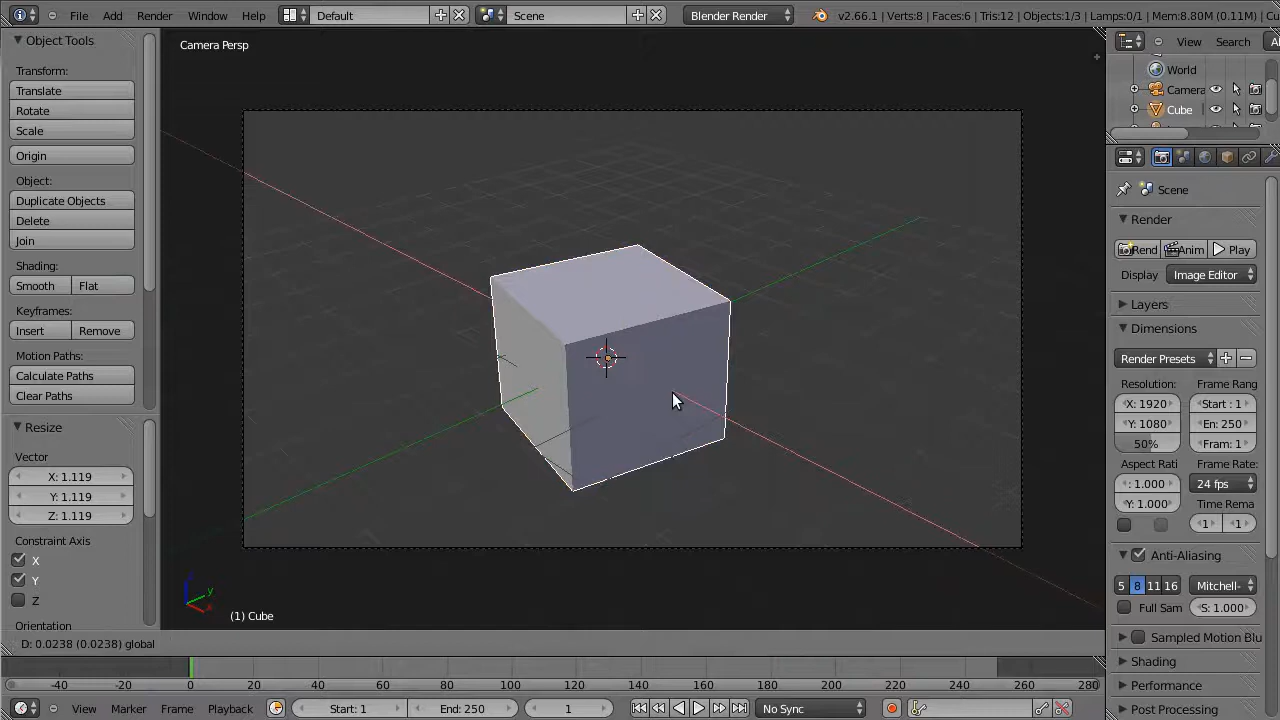 File Add Render Window Help Default Scene Blender Render v2.66.1 | Verts:8 | Faces:6 | Tris:12 | Objects:1/3 | Lamps:0/1 | Mem:8.80M (0.11M) | Cu
Object Tools
Transform:
Translate
Rotate
Scale
Origin
Object:
Duplicate Objects
Delete
Join
Shading:
Smooth Flat
Keyframes:
Insert Remove
Motion Paths:
Calculate Paths
Clear Paths
Resize
Vector
X: 1.119
Y: 1.119
Z: 1.119
Constraint Axis
X
Y
Z
Orientation
Camera Persp
(1) Cube
D: 0.0238 (0.0238) global
View Search Al
World
Camera
Cube
Scene
Render
Rend Anim Play
Display Image Editor
Layers
Dimensions
Render Presets
Resolution: Frame Rang
X: 1920 Start : 1
Y: 1080 En: 250
50% Fram: 1
Aspect Rati Frame Rate:
: 1.000 24 fps
Y: 1.000 Time Rema
1 1
Anti-Aliasing
5 8 11 16 Mitchell-
Full Sam S: 1.000
Sampled Motion Blu
Shading
Performance
Post Processing
-40 -20 0 20 40 60 80 100 120 140 160 180 200 220 240 260 280
View Marker Frame Playback Start: 1 End: 250 1 No Sync